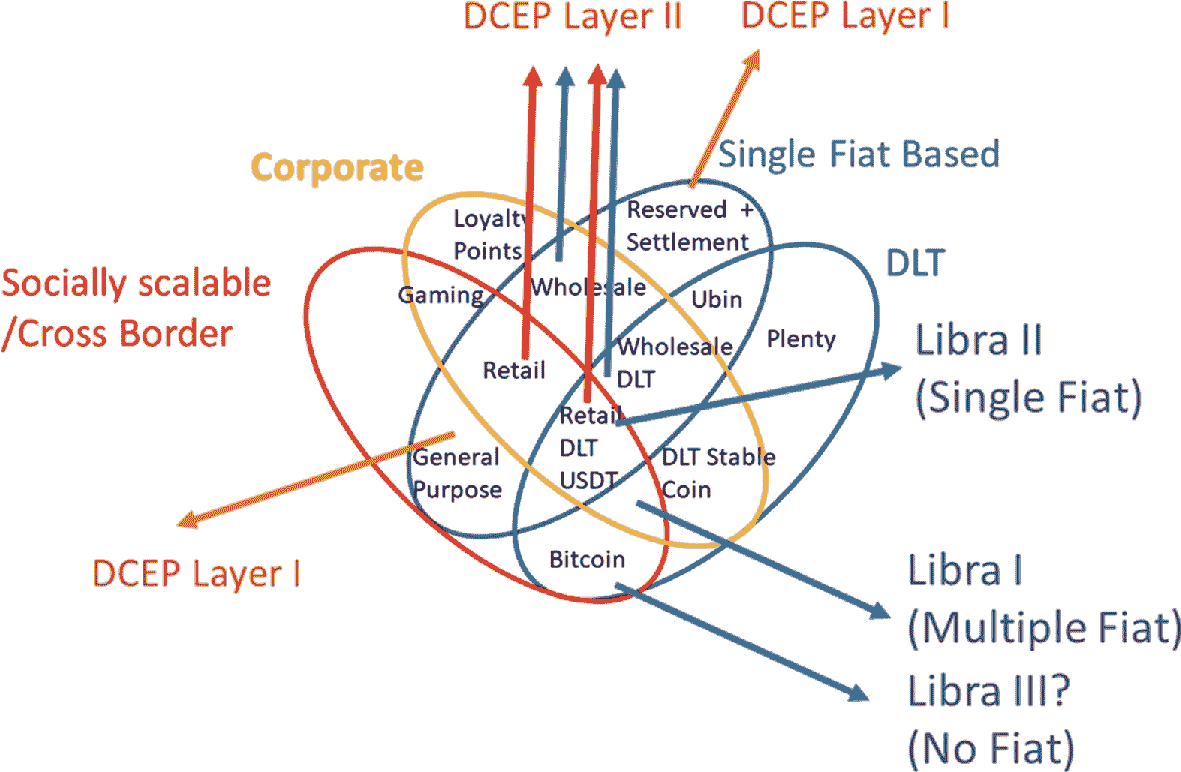 DCEP Layer II
DCEP Layer I
Corporate
Single Fiat Based
Loyalty
Points
Reserved +
Settlement
Socially scalable
/Cross Border
DLT
Gaming
Wholesale
Ubin
Plenty
Libra II
(Single Fiat)
Retail
Wholesale
DLT
Retail
DLT
USDT
General
Purpose
DLT Stable
Coin
DCEP Layer I
Bitcoin
Libra I
(Multiple Fiat)
Libra III?
(No Fiat)